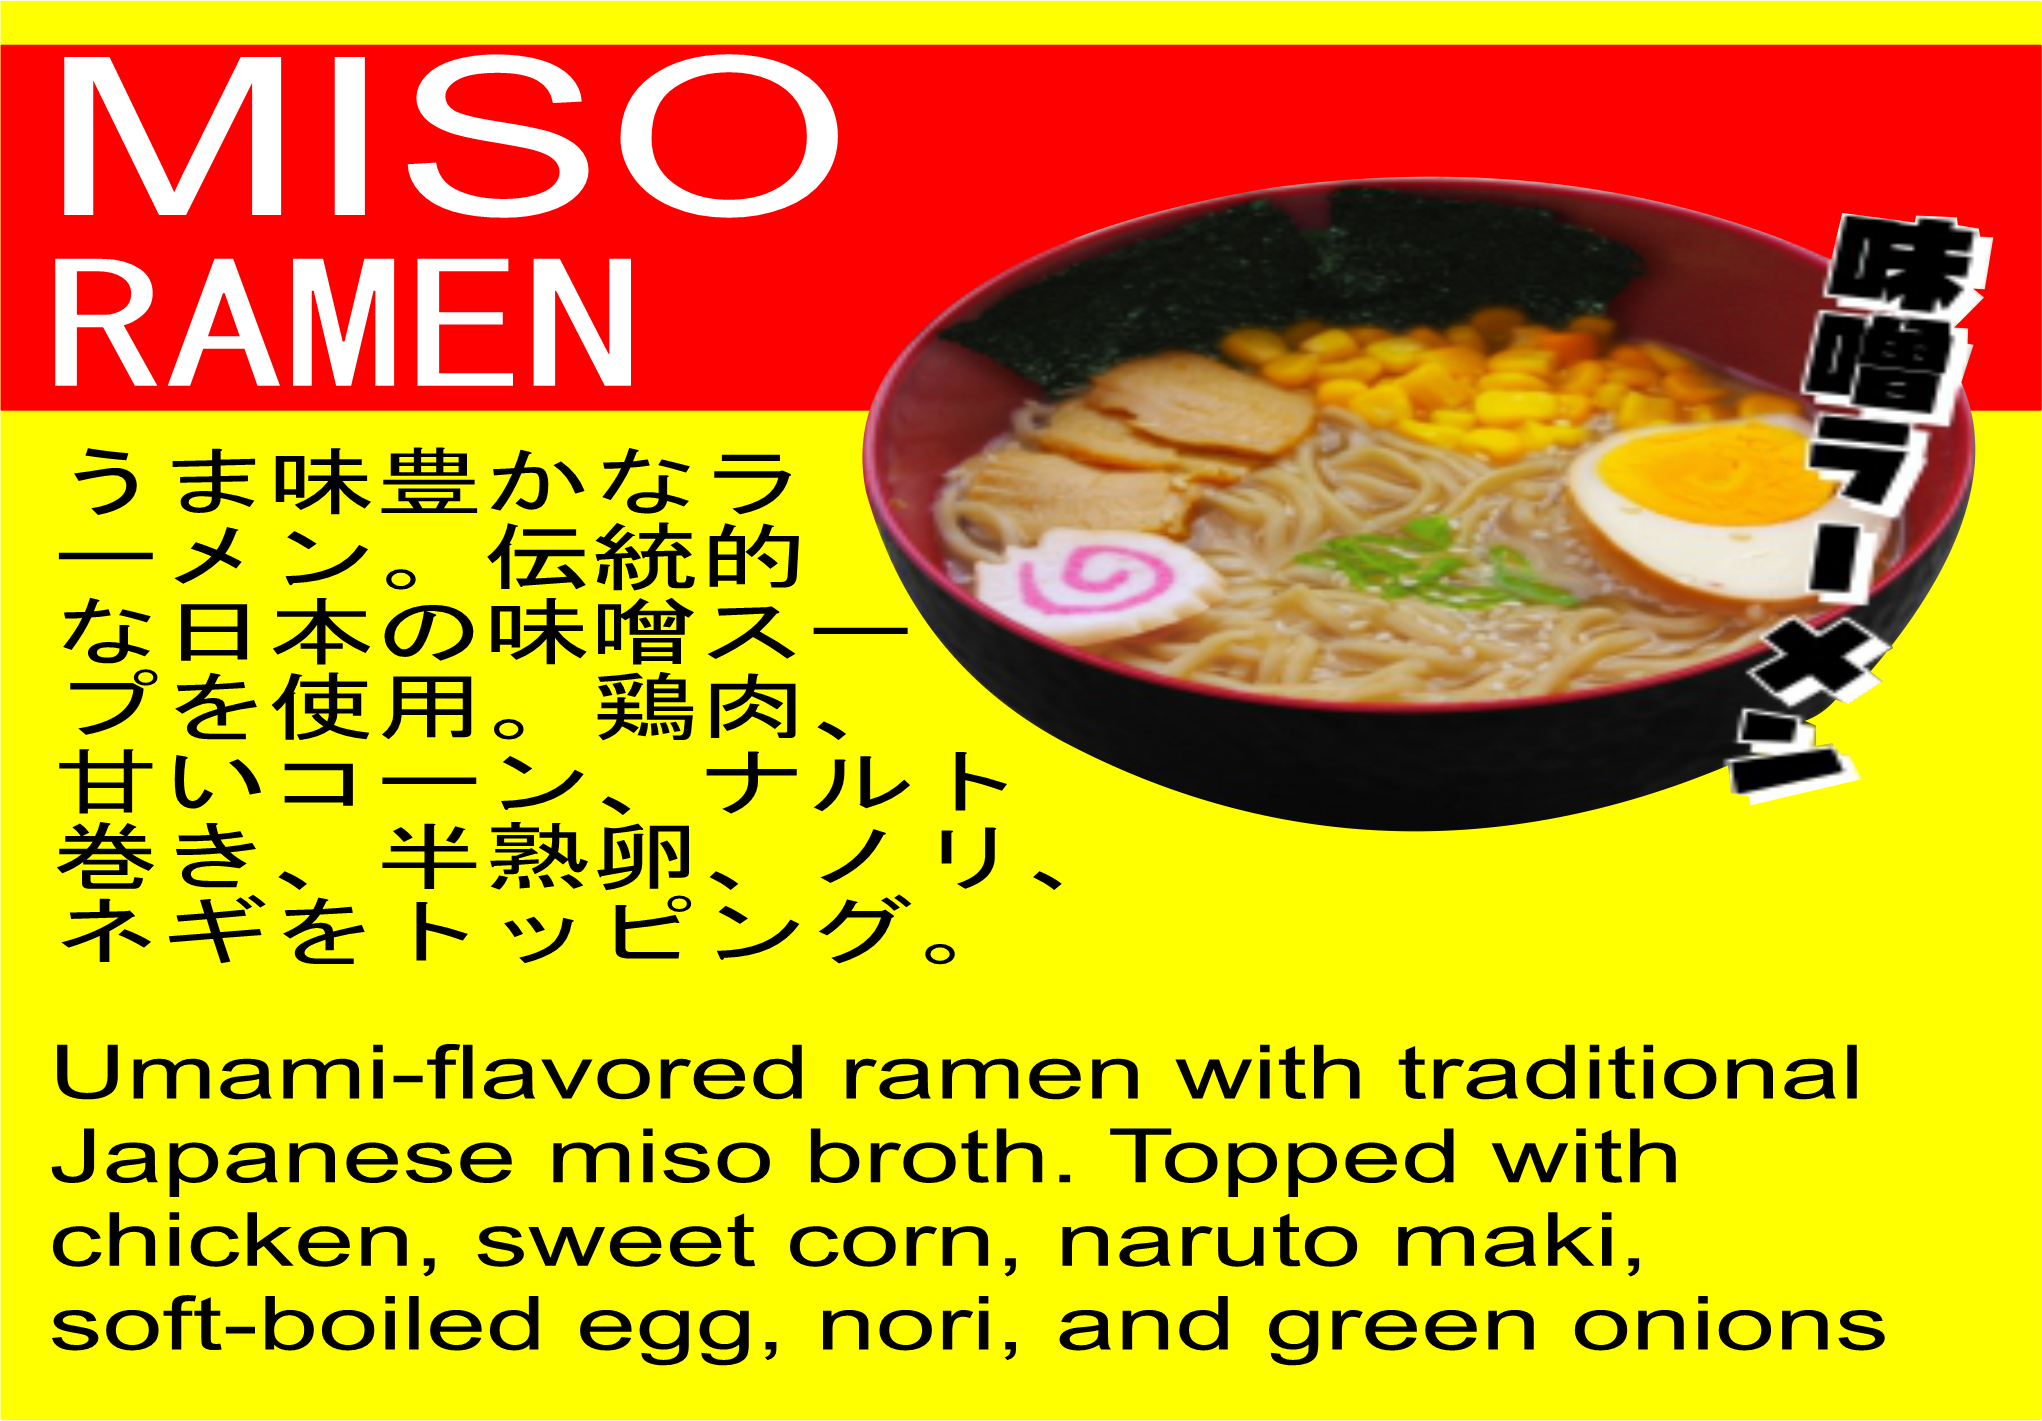 MISO
RAMEN
味噌ラーメン
うま味豊かなラ
ーメン。伝統的
な日本の味噌スー
プを使用。鶏肉、
甘いコーン、ナルト
巻き、半熟卵、ノリ、
ネギをトッピング。
Umami-flavored ramen with traditional
Japanese miso broth. Topped with
chicken, sweet corn, naruto maki,
soft-boiled egg, nori, and green onions